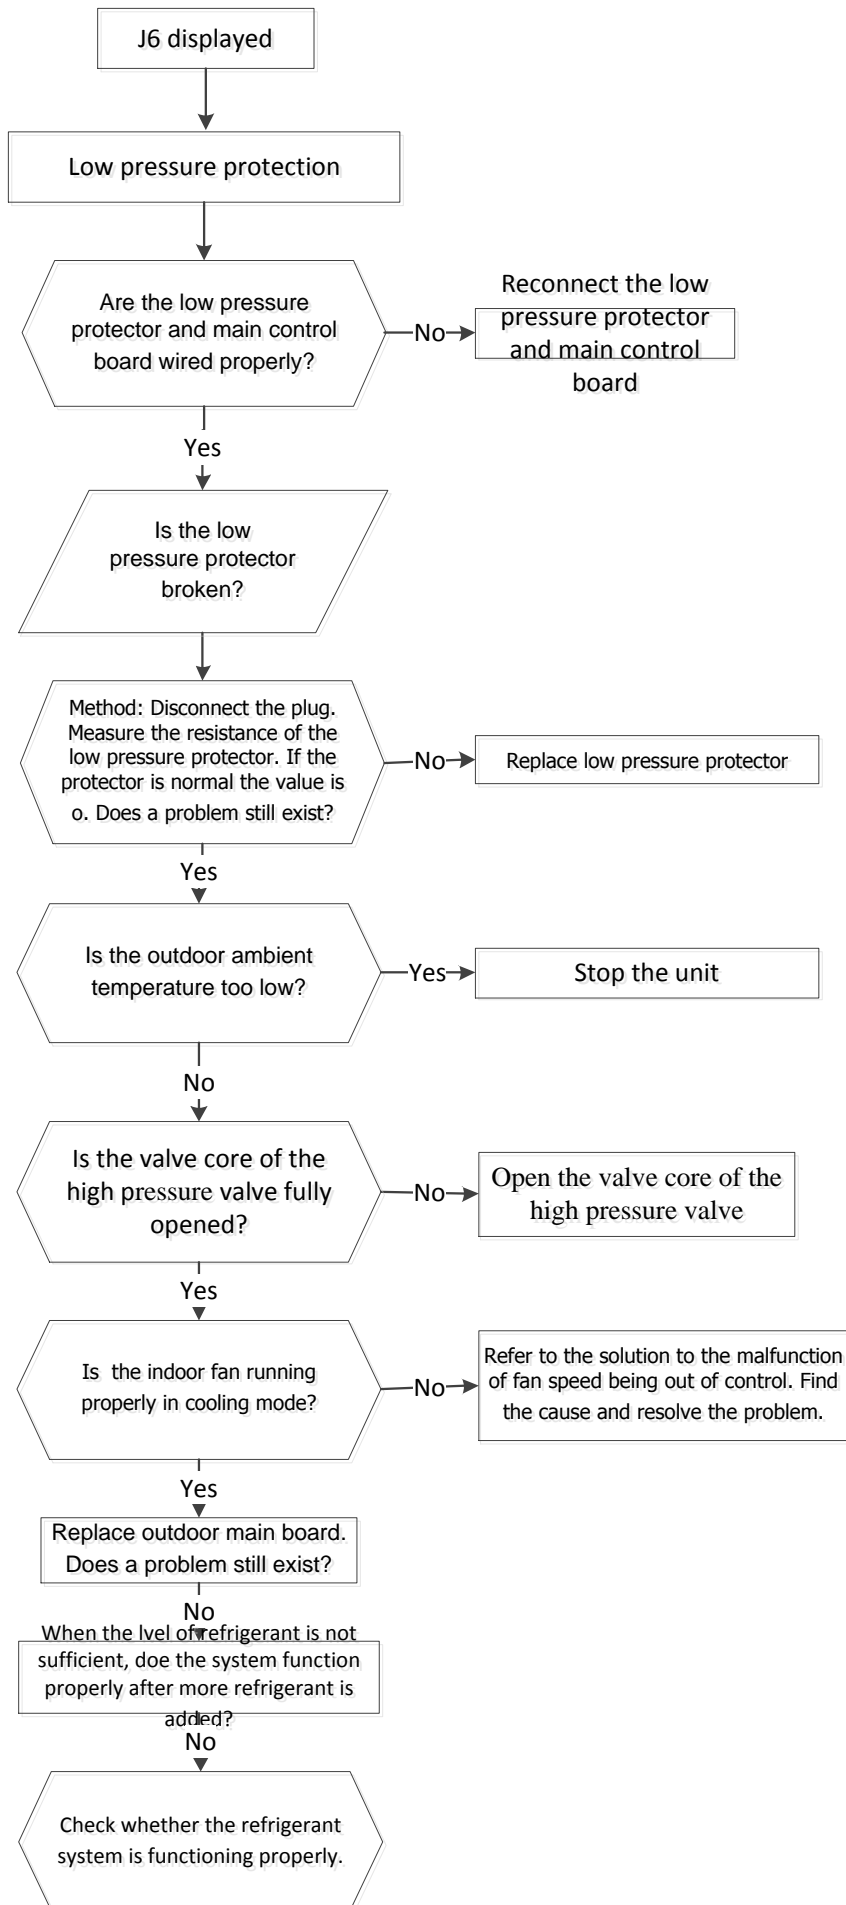 J6 displayed
Low pressure protection
Are the low pressure
protector and main control
board wired properly?
No
Reconnect the low
pressure protector
and main control
board
Yes
Is the low
pressure protector
broken?
Method: Disconnect the plug.
Measure the resistance of the
low pressure protector. If the
protector is normal the value is
o. Does a problem still exist?
No
Replace low pressure protector
Yes
Is the outdoor ambient
temperature too low?
Yes
Stop the unit
No
Is the valve core of the
high pressure valve fully
opened?
No
Open the valve core of the
high pressure valve
Yes
Is the indoor fan running
properly in cooling mode?
No
Refer to the solution to the malfunction
of fan speed being out of control. Find
the cause and resolve the problem.
Yes
Replace outdoor main board.
Does a problem still exist?
No
When the lvel of refrigerant is not
sufficient, doe the system function
properly after more refrigerant is
added?
No
Check whether the refrigerant
system is functioning properly.